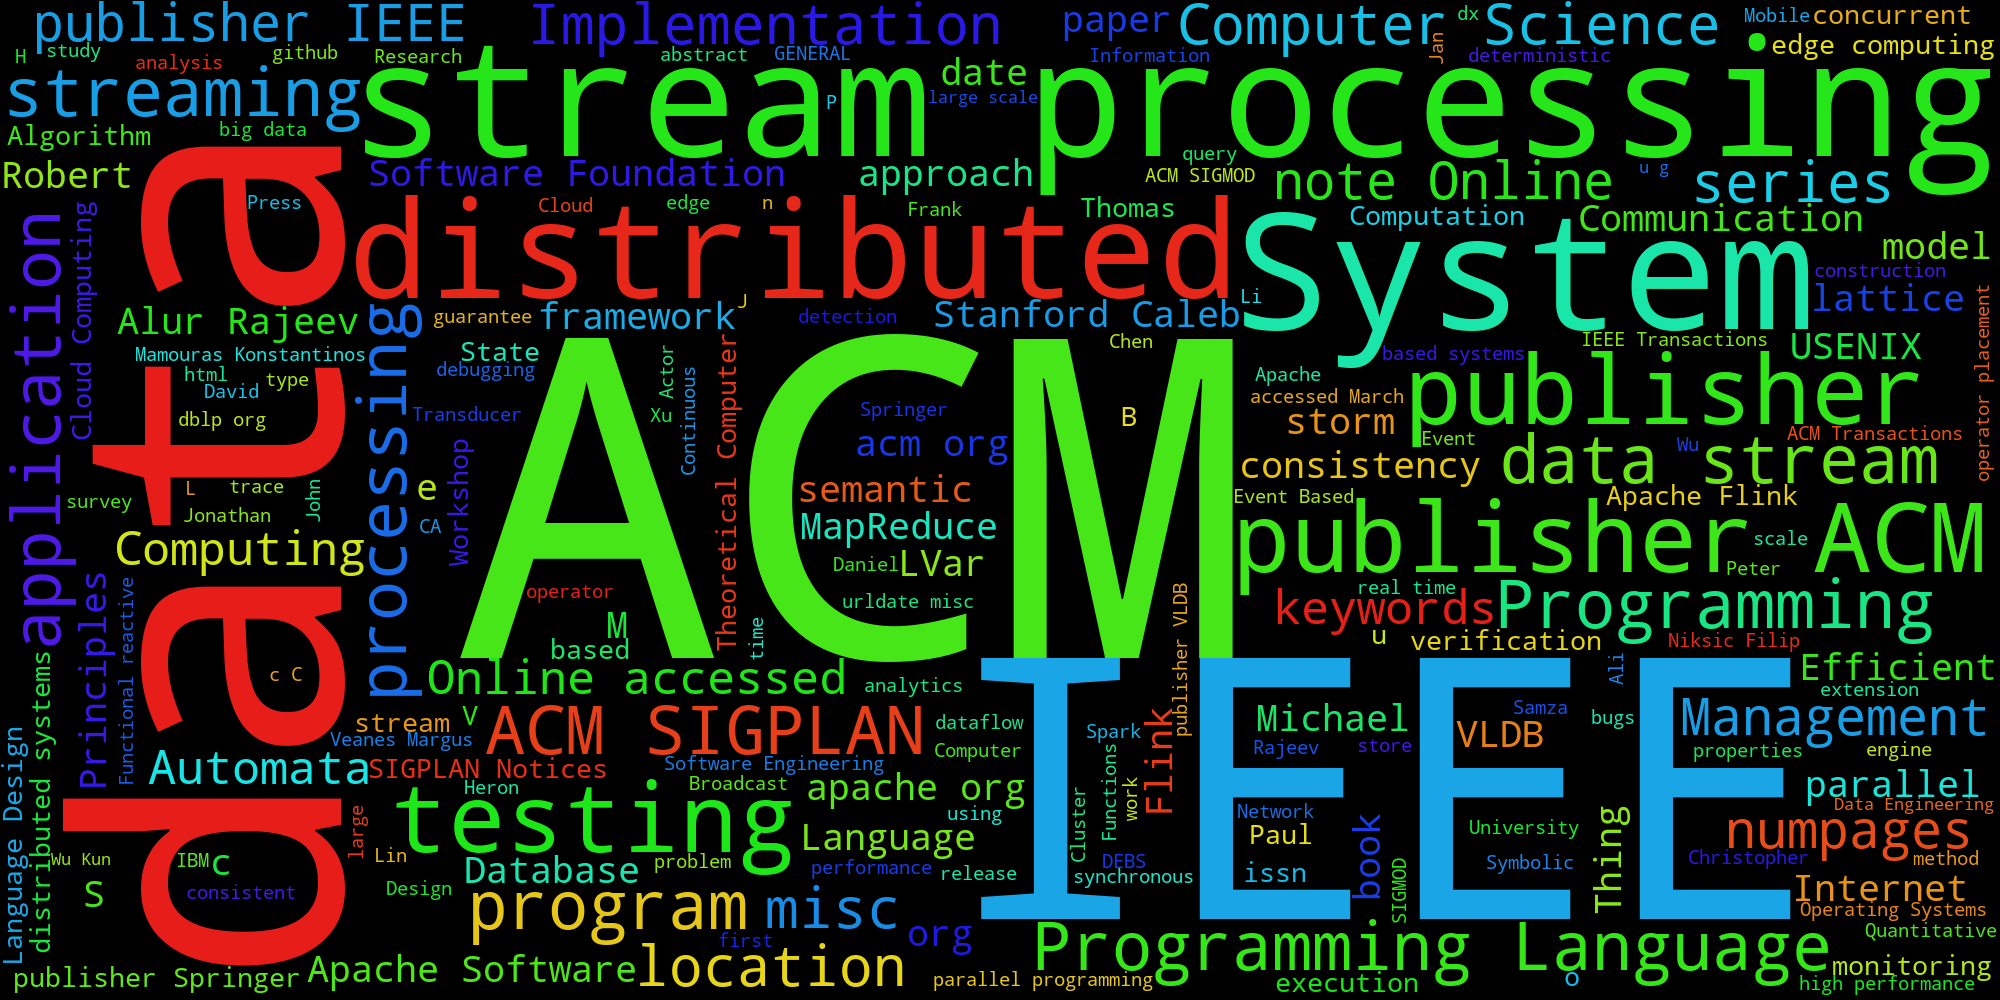 publisher IEEE
Implementation
paper
Computer Science
dx
Mobile
concurrent
H
study
analysis
github
Research
abstract
GENERAL
Information
Jan
deterministic
edge computing
streaming
stream processing
date
large scale
P
Algorithm
big data
Robert
Software Foundation
approach
query
ACM SIGMOD
note Online
u g
series
Press
data
distributed
Cloud
edge
n
Frank
Thomas
System
Computation
Communication
model
application
Cloud Computing
construction
lattice
Alur Rajeev
processing
guarantee
framework
J
detection
Stanford Caleb
Li
operator placement
Mamouras Konstantinos
State
debugging
Theoretical Computer
Actor
Xu
Continuous
ACM
Chen
based systems
IEEE Transactions
USENIX
html
David
type
dblp org
Transducer
Springer
acm org
B
Apache
accessed March
storm
publisher
Event
Wu
ACM Transactions
data stream
consistency
Event Based
Apache Flink
survey
L
trace
John
Jonathan
e
CA
Workshop
semantic
MapReduce
Daniel
LVar
publisher ACM
scale
Peter
Computing
Principles
Functional reactive
operator
M
based
time
urldate misc
publisher VLDB
real time
keywords
Programming
u
verification
Niksic Filip
c C
Online accessed
analytics
IEEE
Ali
Efficient
extension
distributed systems
Language Design
stream
V
ACM SIGPLAN
dataflow
Computer
Spark
Flink
Michael
Rajeev
store
VLDB
Samza
bugs
Management
properties
engine
Veanes Margus
Automata
SIGPLAN Notices
Software Engineering
Heron
Broadcast
apache org
using
Cluster
Functions
work
Network
Paul
University
Thing
parallel
Data Engineering
numpages
large
testing
Language
Wu Kun
IBM
c
Lin
Database
problem
performance
release
DEBS
synchronous
issn
book
SIGMOD
Symbolic
Christopher
method
S
consistent
Design
program
misc
Internet
Operating Systems
first
org
Programming Language
Quantitative
publisher Springer
Apache Software
location
parallel programming
execution
o
monitoring
high performance